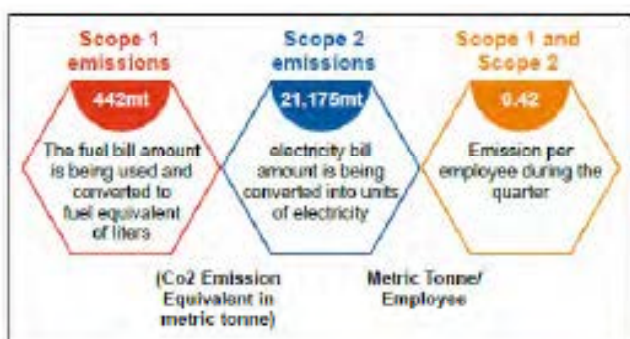 Scope 1
emissions
442mt
The fuel bill amount
is being used and
converted to
fuel equivalent
of liters
Scope 2
emissions
21,175mt
electricity bill
amount is being
converted into units
of electricity
Scope 1 and
Scope 2
0.42
Emission per
employee during the
quarter
(Co2 Emission
Equivalent in
metric tonne)
Metric Tonne/
Employee